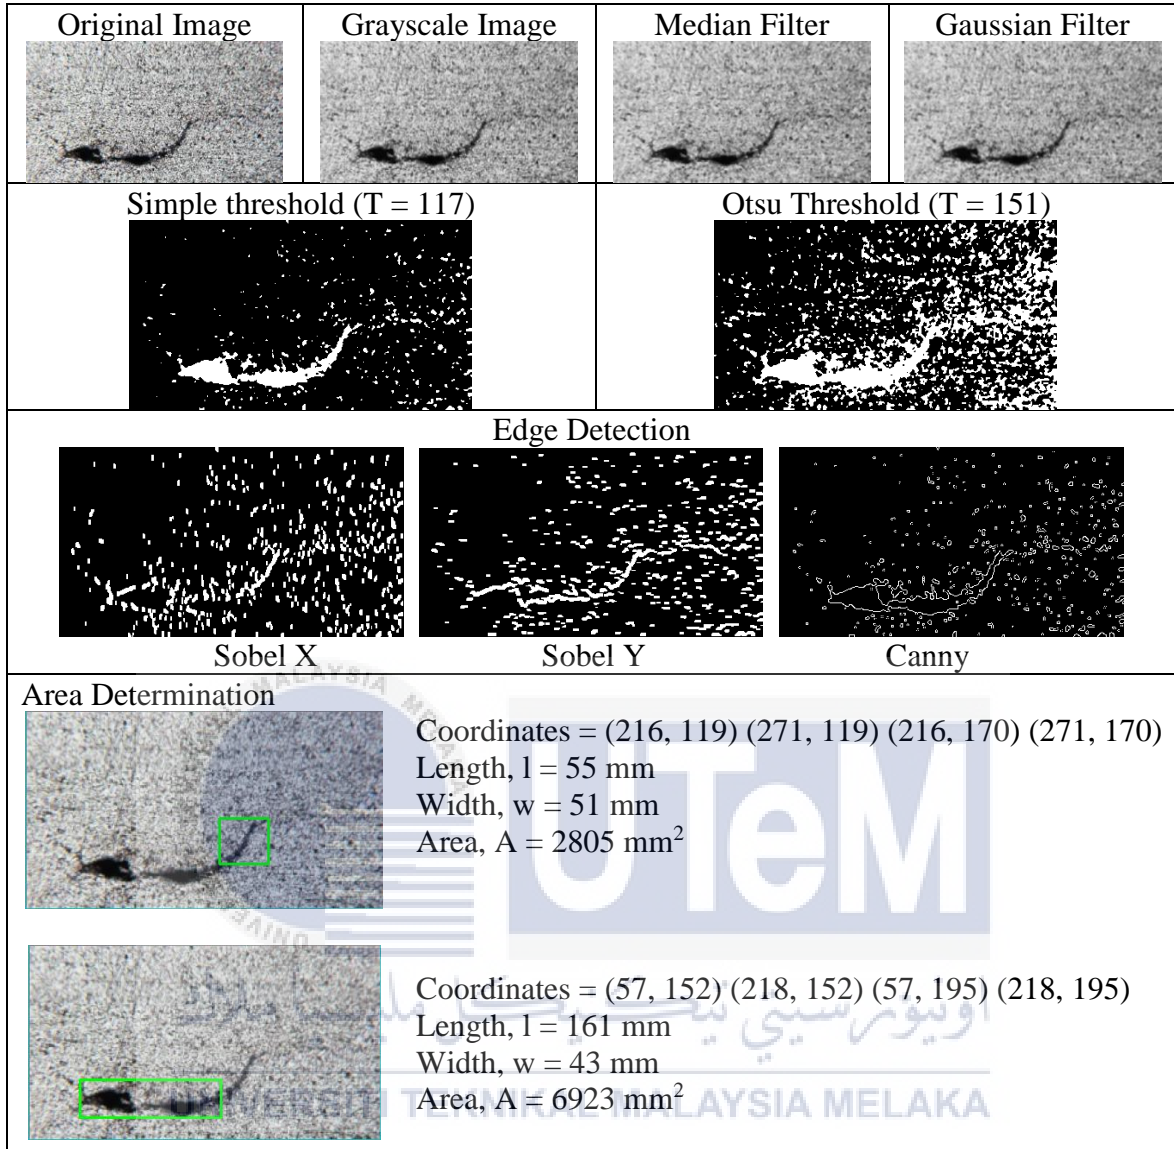 Original Image
Grayscale Image
Median Filter
Gaussian Filter
Simple threshold (T = 117)
Otsu Threshold (T = 151)
Edge Detection
Sobel X
Sobel Y
Canny
Area Determination
Coordinates = (216, 119) (271, 119) (216, 170) (271, 170)
Length, l = 55 mm
Width, w = 51 mm
Area, A = 2805 mm²
Coordinates = (57, 152) (218, 152) (57, 195) (218, 195)
Length, l = 161 mm
Width, w = 43 mm
Area, A = 6923 mm²
UTeM
TEKNIKAL MALAYSIA MELAKA